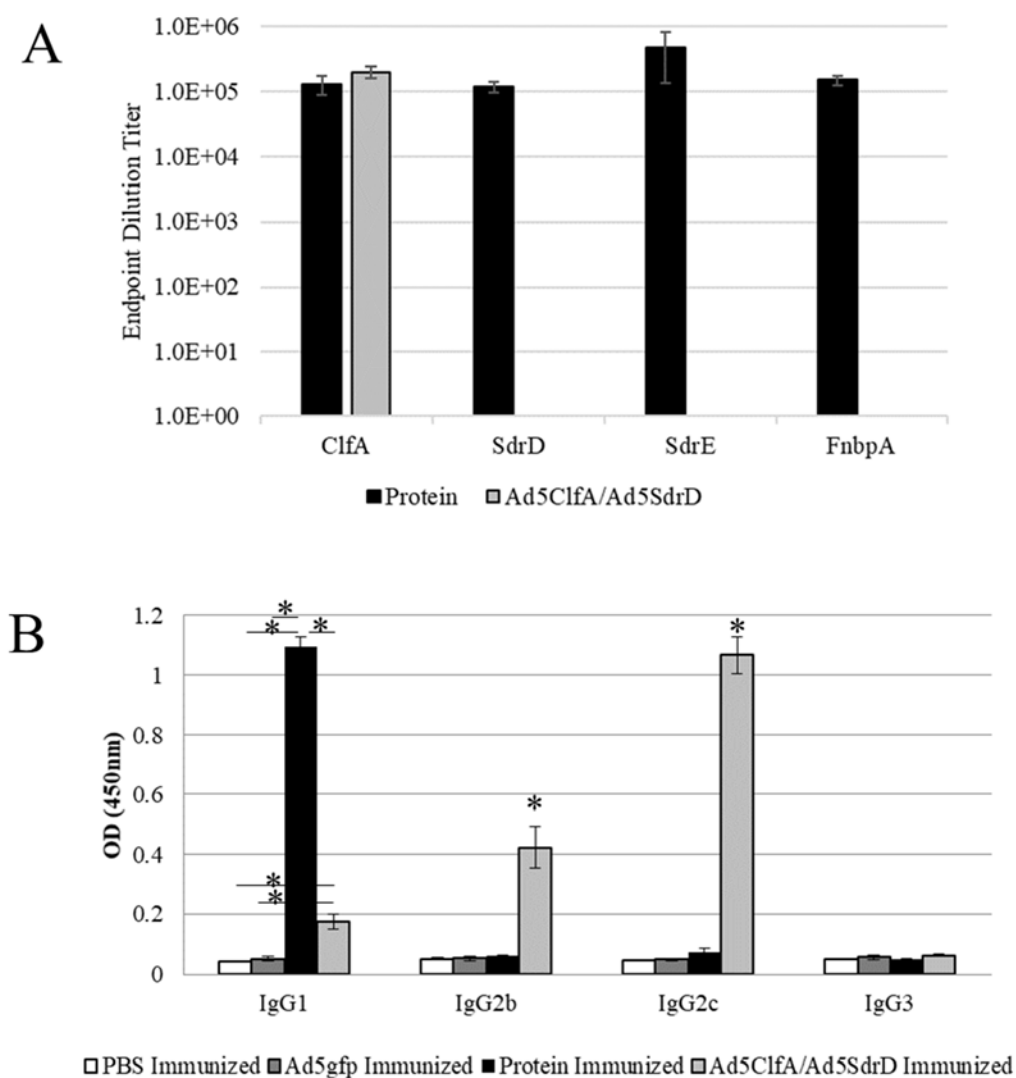 A
Endpoint Dilution Titer
1.0E+06
1.0E+05
1.0E+04
1.0E+03
1.0E+02
1.0E+01
1.0E+00
ClfA SdrD SdrE FnbpA
Protein Ad5ClfA/Ad5SdrD
B
OD (450nm)
1.2
1
0.8
0.6
0.4
0.2
0
*
* *
*
*
*
*
IgG1 IgG2b IgG2c IgG3
PBS Immunized Ad5gfp Immunized Protein Immunized Ad5ClfA/Ad5SdrD Immunized